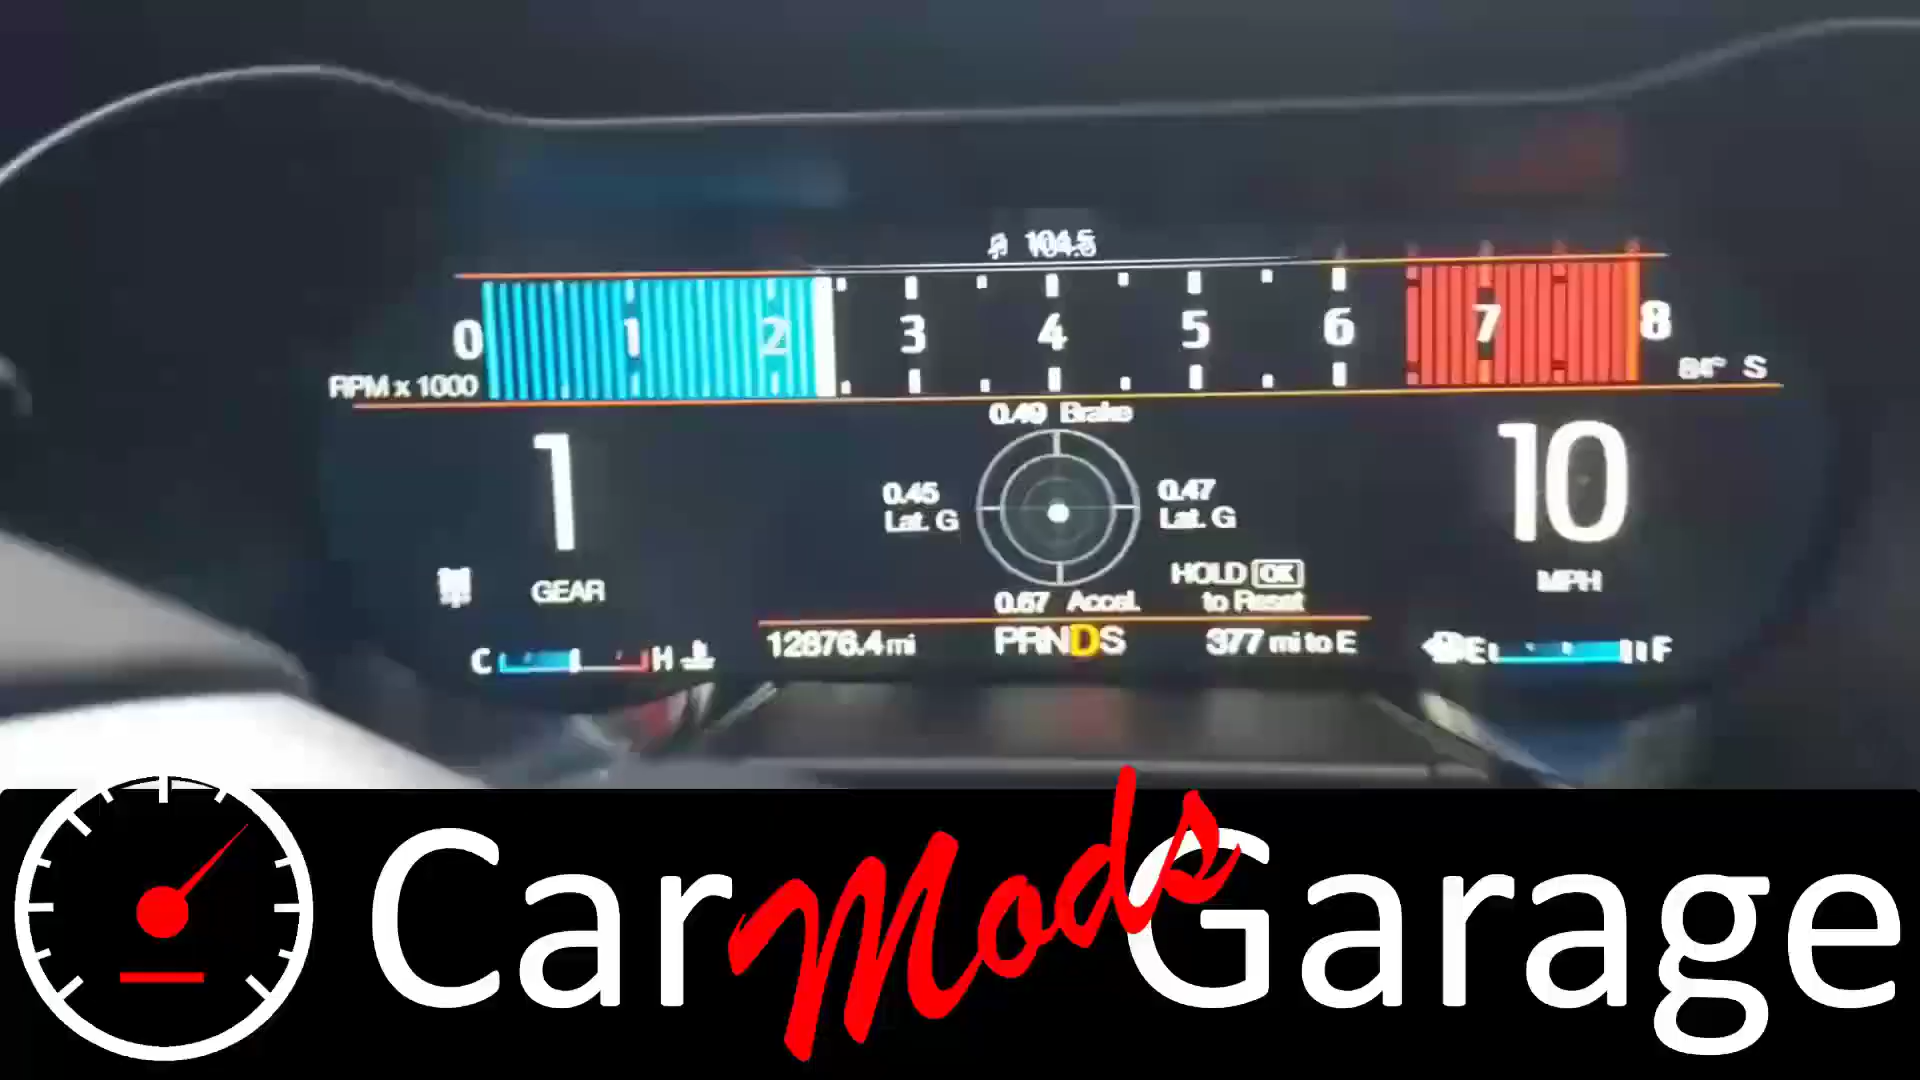 104.5
0 1 2 3 4 5 6 7 8
RPM x 1000
84° S
0.49 Brake
1
10
0.45
Lat. G
0.47
Lat. G
HOLD OK
to Reset
GEAR
MPH
0.67 Accel.
12876.4 mi
PRNDS
377 mi to E
C H
E F
Car Mods Garage